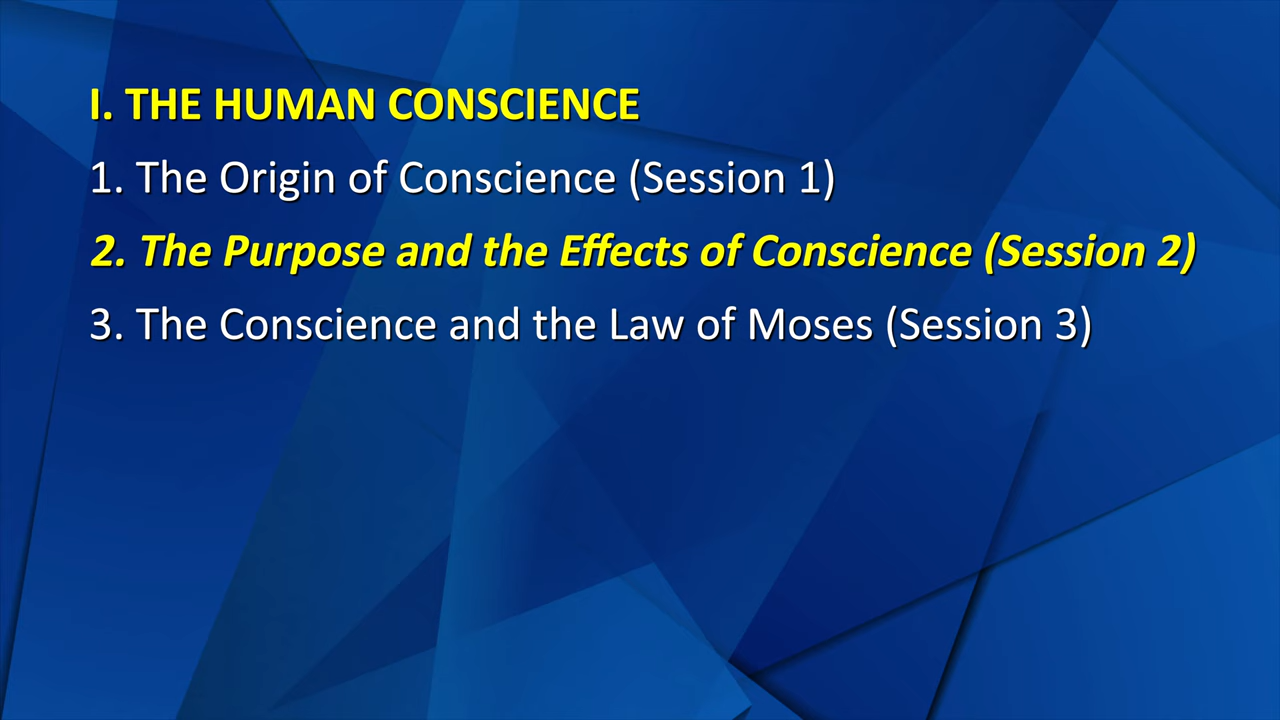 I. THE HUMAN CONSCIENCE
1. The Origin of Conscience (Session 1)
2. The Purpose and the Effects of Conscience (Session 2)
3. The Conscience and the Law of Moses (Session 3)